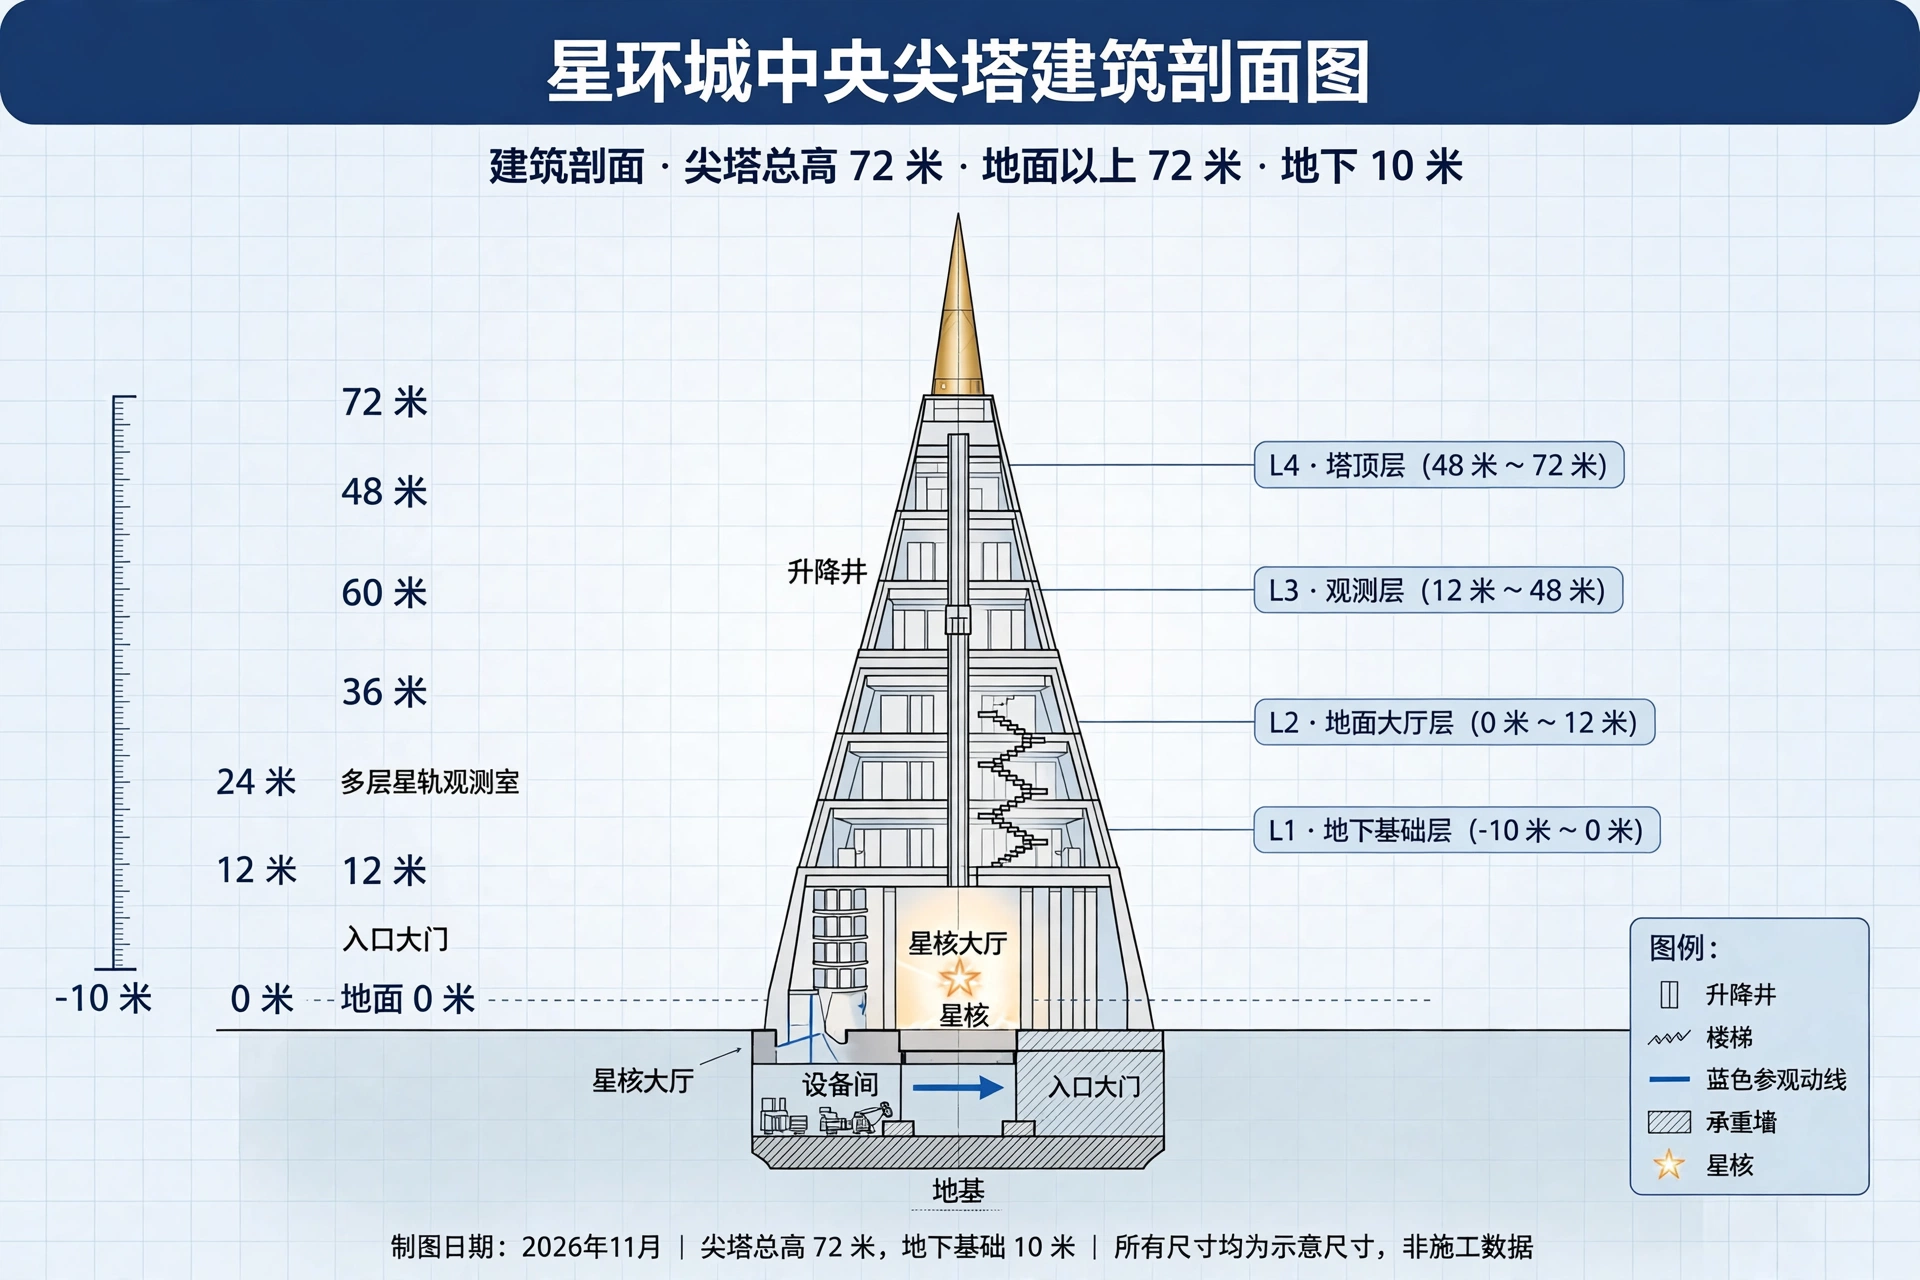 星环城中央尖塔建筑剖面图
建筑剖面 · 尖塔总高 72 米 · 地面以上 72 米 · 地下 10 米
72 米
48 米
60 米
36 米
24 米 多层星轨观测室
12 米 12 米
入口大门
-10 米 0 米 地面 0 米
升降井
L4 · 塔顶层 (48 米 ~ 72 米)
L3 · 观测层 (12 米 ~ 48 米)
L2 · 地面大厅层 (0 米 ~ 12 米)
L1 · 地下基础层 (-10 米 ~ 0 米)
星核大厅
星核
星核大厅
设备间
入口大门
地基
图例：
升降井
楼梯
蓝色参观动线
承重墙
星核
制图日期：2026年11月 | 尖塔总高 72 米，地下基础 10 米 | 所有尺寸均为示意尺寸，非施工数据